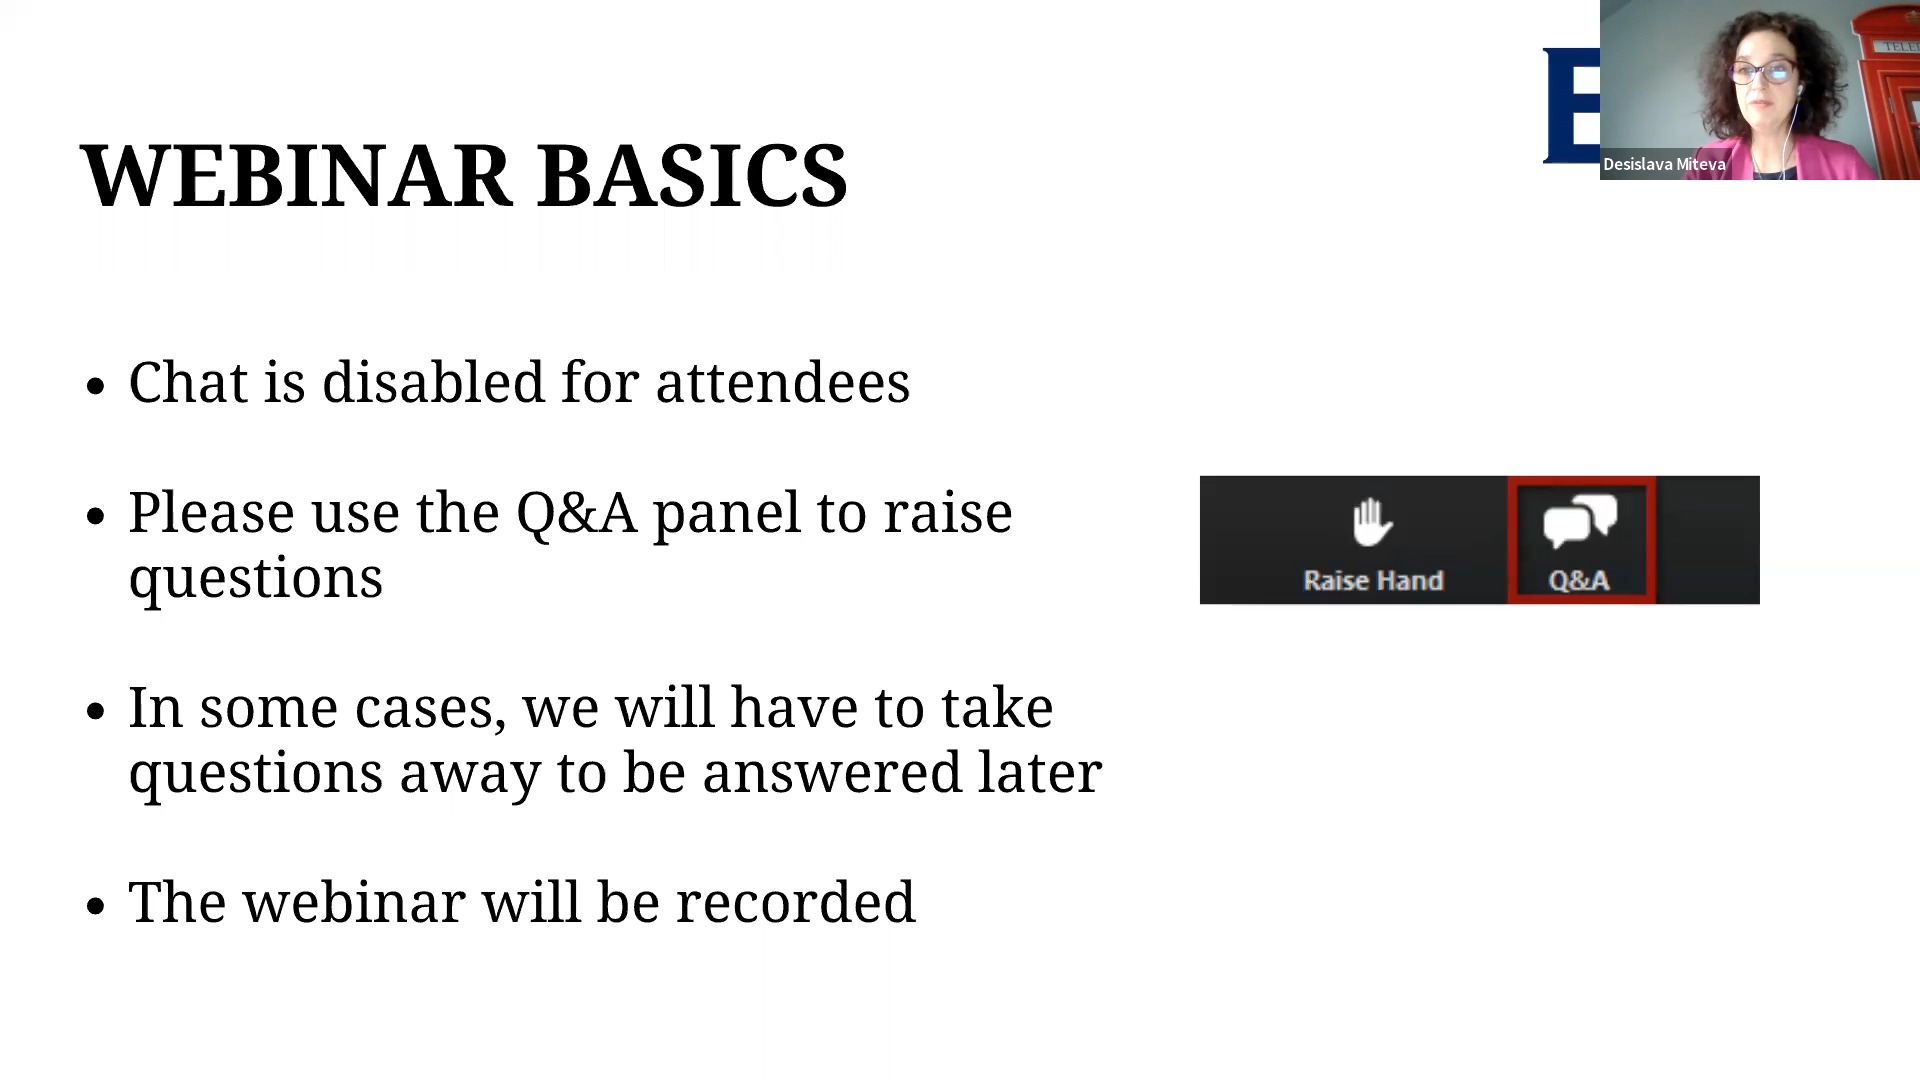 WEBINAR BASICS
• Chat is disabled for attendees
• Please use the Q&A panel to raise
questions
• In some cases, we will have to take
questions away to be answered later
• The webinar will be recorded
Raise Hand
Q&A
E
Desislava Miteva